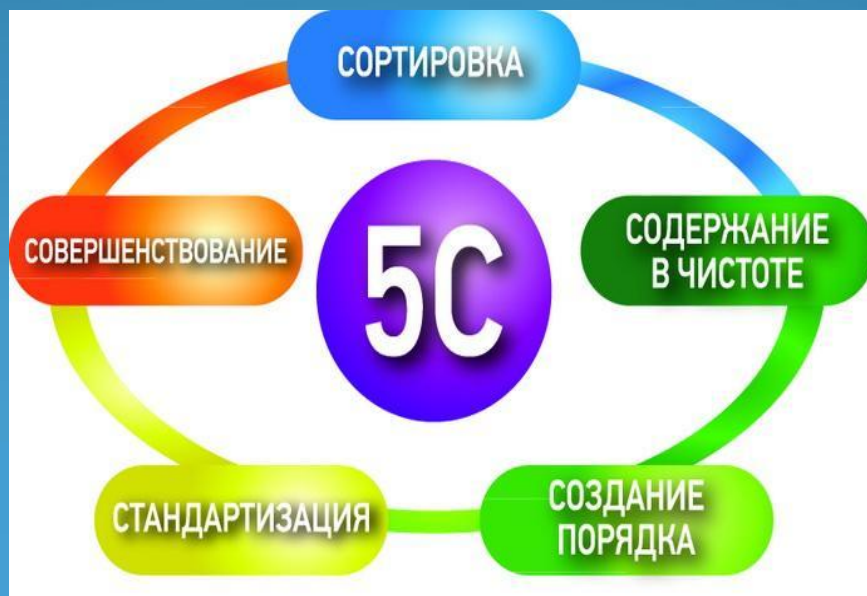 СОРТИРОВКА
СОДЕРЖАНИЕ
В ЧИСТОТЕ
СОЗДАНИЕ
ПОРЯДКА
СТАНДАРТИЗАЦИЯ
СОВЕРШЕНСТВОВАНИЕ
5С